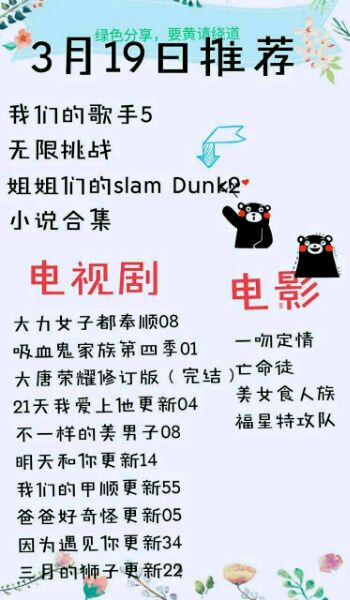 绿色分享，要黄请绕道
3月19日推荐
我们的歌手5
无限挑战
姐姐们的slam Dunk2
小说合集
电视剧
大力女子都奉顺08
吸血鬼家族第四季01
大唐荣耀修订版（完结）
21天我爱上他更新04
不一样的美男子08
明天和你更新14
我们的甲顺更新55
爸爸好奇怪更新05
因为遇见你更新34
三月的狮子更新22
电影
一吻定情
亡命徒
美女食人族
福星特攻队